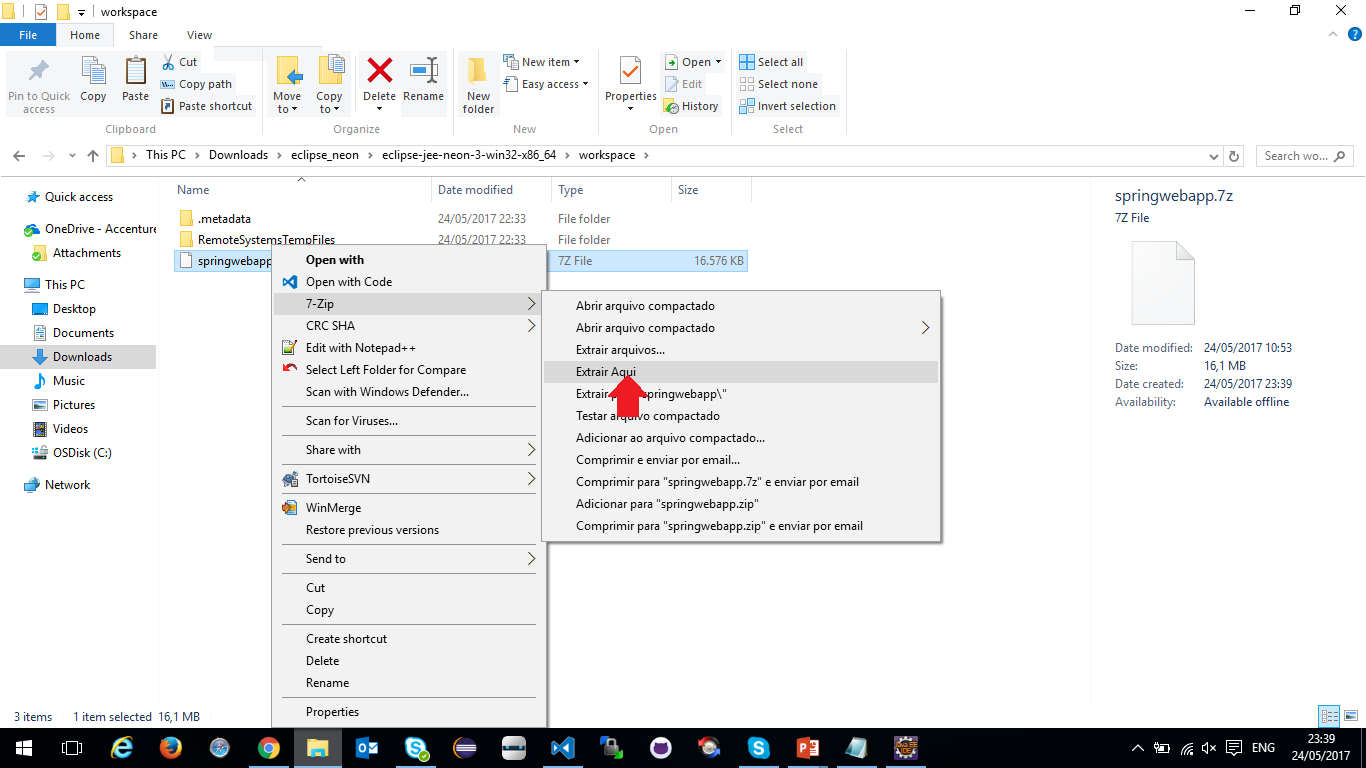 workspace
File Home Share View
Pin to Quick access
Copy
Paste
Cut
Copy path
Paste shortcut
Move to
Copy to
Delete
Rename
New folder
New item
Easy access
Properties
Open
Edit
History
Select all
Select none
Invert selection
Clipboard Organize New Open Select
This PC Downloads eclipse_neon eclipse-jee-neon-3-win32-x86_64 workspace
Search wo...
Quick access
OneDrive - Accenture
Attachments
This PC
Desktop
Documents
Downloads
Music
Pictures
Videos
OSDisk (C:)
Network
Name Date modified Type Size
.metadata 24/05/2017 22:33 File folder
RemoteSystemsTempFiles 24/05/2017 22:33 File folder
springwebapp 7Z File 16.576 KB
Open with
Open with Code
7-Zip
CRC SHA
Edit with Notepad++
Select Left Folder for Compare
Scan with Windows Defender...
Scan for Viruses...
Share with
TortoiseSVN
WinMerge
Restore previous versions
Send to
Cut
Copy
Create shortcut
Delete
Rename
Properties
Abrir arquivo compactado
Abrir arquivo compactado
Extrair arquivos...
Extrair Aqui
Extrair springwebapp\"
Testar arquivo compactado
Adicionar ao arquivo compactado...
Comprimir e enviar por email...
Comprimir para "springwebapp.7z" e enviar por email
Adicionar para "springwebapp.zip"
Comprimir para "springwebapp.zip" e enviar por email
springwebapp.7z
7Z File
Date modified: 24/05/2017 10:53
Size: 16,1 MB
Date created: 24/05/2017 23:39
Availability: Available offline
3 items 1 item selected 16,1 MB
ENG
23:39
24/05/2017